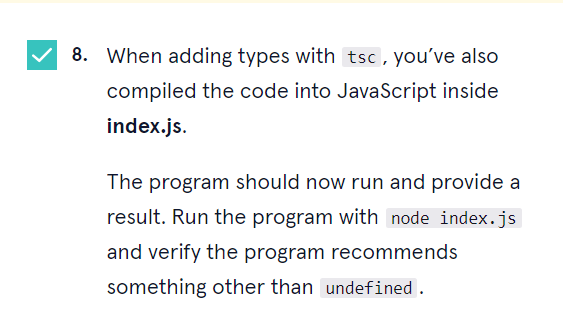 8. When adding types with tsc, you’ve also
compiled the code into JavaScript inside
index.js.
The program should now run and provide a
result. Run the program with node index.js
and verify the program recommends
something other than undefined.